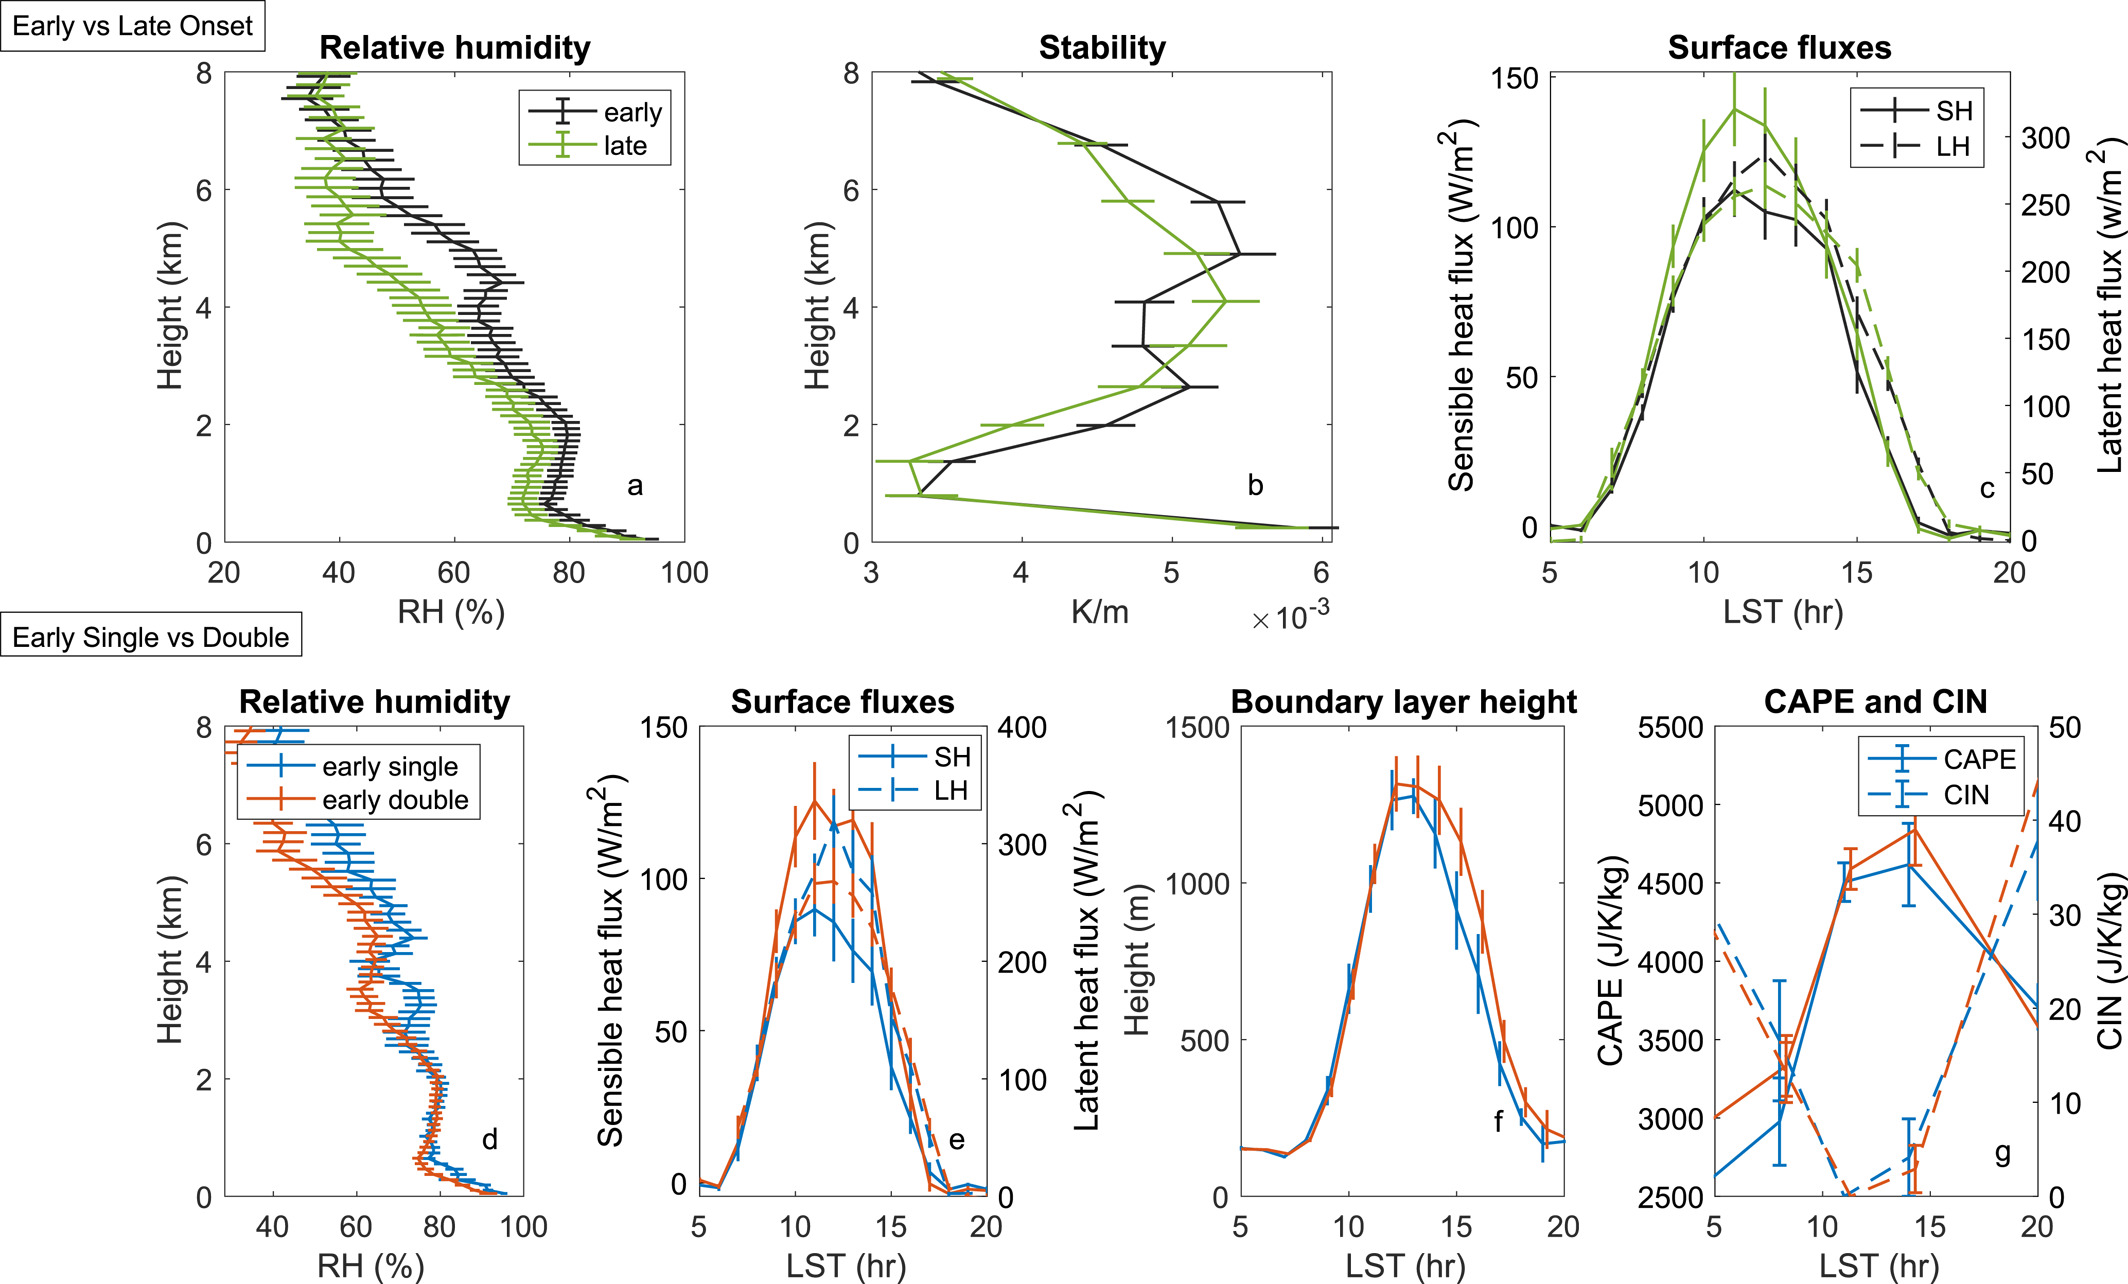 Early vs Late Onset
Relative humidity
Stability
Surface fluxes
8
6
4
2
0
Height (km)
early
late
a
20 40 60 80 100
RH (%)
8
6
4
2
0
Height (km)
b
3 4 5 6
K/m
×10-3
150
100
50
0
Sensible heat flux (W/m2)
SH
LH
300
250
200
150
100
50
0
Latent heat flux (w/m2)
c
5 10 15 20
LST (hr)
Early Single vs Double
Relative humidity
Surface fluxes
Boundary layer height
CAPE and CIN
8
6
4
2
0
Height (km)
early single
early double
d
40 60 80 100
RH (%)
150
100
50
0
Sensible heat flux (W/m2)
SH
LH
400
300
200
100
0
Latent heat flux (W/m2)
e
5 10 15 20
LST (hr)
1500
1000
500
0
Height (m)
f
5 10 15 20
LST (hr)
5500
5000
4500
4000
3500
3000
2500
CAPE (J/K/kg)
CAPE
CIN
50
40
30
20
10
0
CIN (J/K/kg)
g
5 10 15 20
LST (hr)